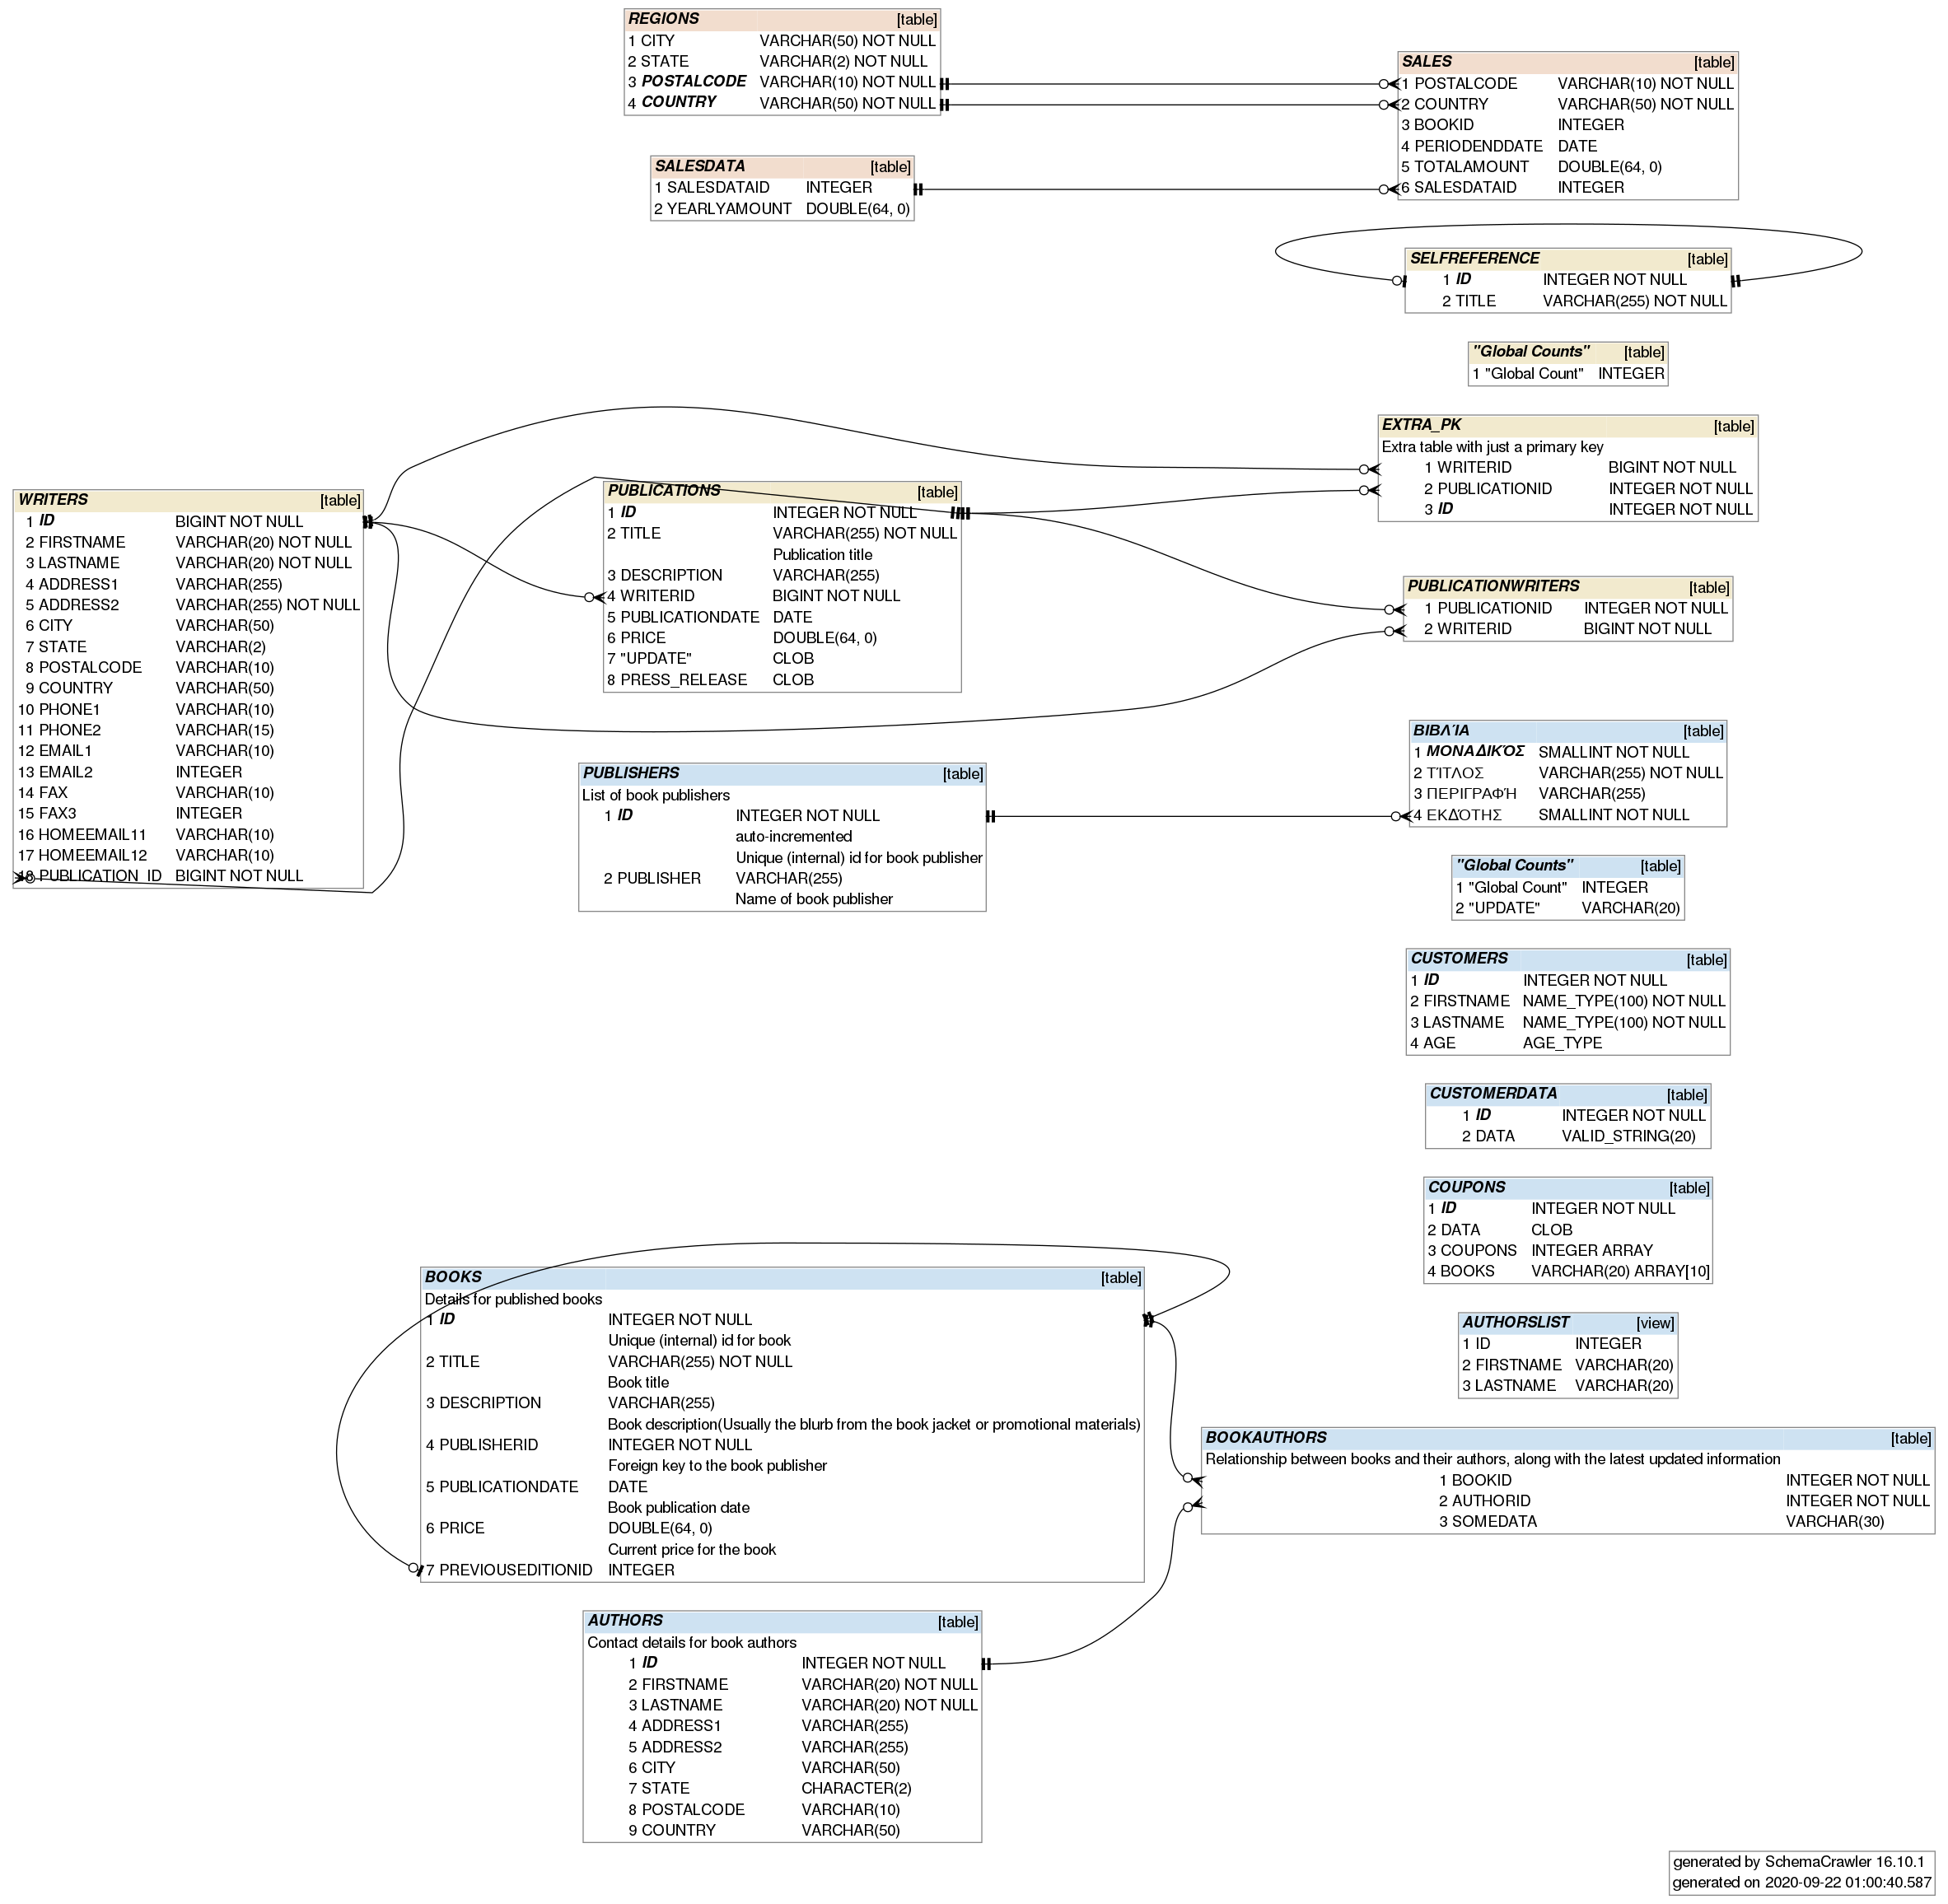 REGIONS [table]
1 CITY VARCHAR(50) NOT NULL
2 STATE VARCHAR(2) NOT NULL
3 POSTALCODE VARCHAR(10) NOT NULL
4 COUNTRY VARCHAR(50) NOT NULL
SALES [table]
1 POSTALCODE VARCHAR(10) NOT NULL
2 COUNTRY VARCHAR(50) NOT NULL
3 BOOKID INTEGER
4 PERIODENDDATE DATE
5 TOTALAMOUNT DOUBLE(64, 0)
6 SALESDATAID INTEGER
SALESDATA [table]
1 SALESDATAID INTEGER
2 YEARLYAMOUNT DOUBLE(64, 0)
SELFREFERENCE [table]
1 ID INTEGER NOT NULL
2 TITLE VARCHAR(255) NOT NULL
"Global Counts" [table]
1 "Global Count" INTEGER
EXTRA_PK [table]
Extra table with just a primary key
1 WRITERID BIGINT NOT NULL
2 PUBLICATIONID INTEGER NOT NULL
3 ID INTEGER NOT NULL
WRITERS [table]
1 ID BIGINT NOT NULL
2 FIRSTNAME VARCHAR(20) NOT NULL
3 LASTNAME VARCHAR(20) NOT NULL
4 ADDRESS1 VARCHAR(255)
5 ADDRESS2 VARCHAR(255) NOT NULL
6 CITY VARCHAR(50)
7 STATE VARCHAR(2)
8 POSTALCODE VARCHAR(10)
9 COUNTRY VARCHAR(50)
10 PHONE1 VARCHAR(10)
11 PHONE2 VARCHAR(15)
12 EMAIL1 VARCHAR(10)
13 EMAIL2 INTEGER
14 FAX VARCHAR(10)
15 FAX3 INTEGER
16 HOMEEMAIL11 VARCHAR(10)
17 HOMEEMAIL12 VARCHAR(10)
18 PUBLICATION_ID BIGINT NOT NULL
PUBLICATIONS [table]
1 ID INTEGER NOT NULL
2 TITLE VARCHAR(255) NOT NULL
Publication title
3 DESCRIPTION VARCHAR(255)
4 WRITERID BIGINT NOT NULL
5 PUBLICATIONDATE DATE
6 PRICE DOUBLE(64, 0)
7 "UPDATE" CLOB
8 PRESS_RELEASE CLOB
PUBLICATIONWRITERS [table]
1 PUBLICATIONID INTEGER NOT NULL
2 WRITERID BIGINT NOT NULL
ΒΙΒΛΊΑ [table]
1 ΜΟΝΑΔΙΚΌΣ SMALLINT NOT NULL
2 ΤΊΤΛΟΣ VARCHAR(255) NOT NULL
3 ΠΕΡΙΓΡΑΦΉ VARCHAR(255)
4 ΕΚΔΌΤΗΣ SMALLINT NOT NULL
PUBLISHERS [table]
List of book publishers
1 ID INTEGER NOT NULL
auto-incremented
Unique (internal) id for book publisher
2 PUBLISHER VARCHAR(255)
Name of book publisher
"Global Counts" [table]
1 "Global Count" INTEGER
2 "UPDATE" VARCHAR(20)
CUSTOMERS [table]
1 ID INTEGER NOT NULL
2 FIRSTNAME NAME_TYPE(100) NOT NULL
3 LASTNAME NAME_TYPE(100) NOT NULL
4 AGE AGE_TYPE
CUSTOMERDATA [table]
1 ID INTEGER NOT NULL
2 DATA VALID_STRING(20)
COUPONS [table]
1 ID INTEGER NOT NULL
2 DATA CLOB
3 COUPONS INTEGER ARRAY
4 BOOKS VARCHAR(20) ARRAY[10]
BOOKS [table]
Details for published books
1 ID INTEGER NOT NULL
Unique (internal) id for book
2 TITLE VARCHAR(255) NOT NULL
Book title
3 DESCRIPTION VARCHAR(255)
Book description(Usually the blurb from the book jacket or promotional materials)
4 PUBLISHERID INTEGER NOT NULL
Foreign key to the book publisher
5 PUBLICATIONDATE DATE
Book publication date
6 PRICE DOUBLE(64, 0)
Current price for the book
7 PREVIOUSEDITIONID INTEGER
AUTHORSLIST [view]
1 ID INTEGER
2 FIRSTNAME VARCHAR(20)
3 LASTNAME VARCHAR(20)
BOOKAUTHORS [table]
Relationship between books and their authors, along with the latest updated information
1 BOOKID INTEGER NOT NULL
2 AUTHORID INTEGER NOT NULL
3 SOMEDATA VARCHAR(30)
AUTHORS [table]
Contact details for book authors
1 ID INTEGER NOT NULL
2 FIRSTNAME VARCHAR(20) NOT NULL
3 LASTNAME VARCHAR(20) NOT NULL
4 ADDRESS1 VARCHAR(255)
5 ADDRESS2 VARCHAR(255)
6 CITY VARCHAR(50)
7 STATE CHARACTER(2)
8 POSTALCODE VARCHAR(10)
9 COUNTRY VARCHAR(50)
generated by SchemaCrawler 16.10.1
generated on 2020-09-22 01:00:40.587